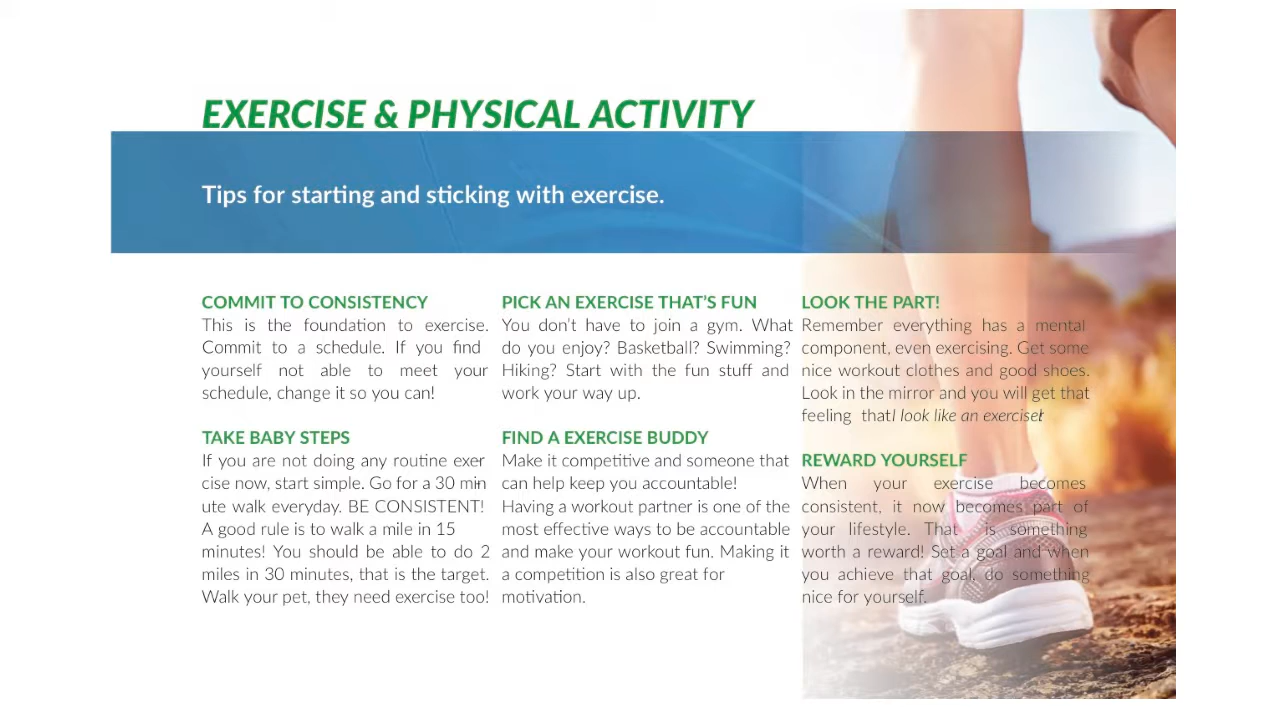 EXERCISE & PHYSICAL ACTIVITY
Tips for starting and sticking with exercise.
COMMIT TO CONSISTENCY
This is the foundation to exercise.
Commit to a schedule. If you find
yourself not able to meet your
schedule, change it so you can!
TAKE BABY STEPS
If you are not doing any routine exer
cise now, start simple. Go for a 30 min-
ute walk everyday. BE CONSISTENT!
A good rule is to walk a mile in 15
minutes! You should be able to do 2
miles in 30 minutes, that is the target.
Walk your pet, they need exercise too!
PICK AN EXERCISE THAT'S FUN
You don't have to join a gym. What
do you enjoy? Basketball? Swimming?
Hiking? Start with the fun stuff and
work your way up.
FIND A EXERCISE BUDDY
Make it competitive and someone that
can help keep you accountable!
Having a workout partner is one of the
most effective ways to be accountable
and make your workout fun. Making it
a competition is also great for
motivation.
LOOK THE PART!
Remember everything has a mental
component, even exercising. Get some
nice workout clothes and good shoes.
Look in the mirror and you will get that
feeling that I look like an exerciser!
REWARD YOURSELF
When your exercise becomes
consistent, it now becomes part of
your lifestyle. That is something
worth a reward! Set a goal and when
you achieve that goal, do something
nice for yourself.